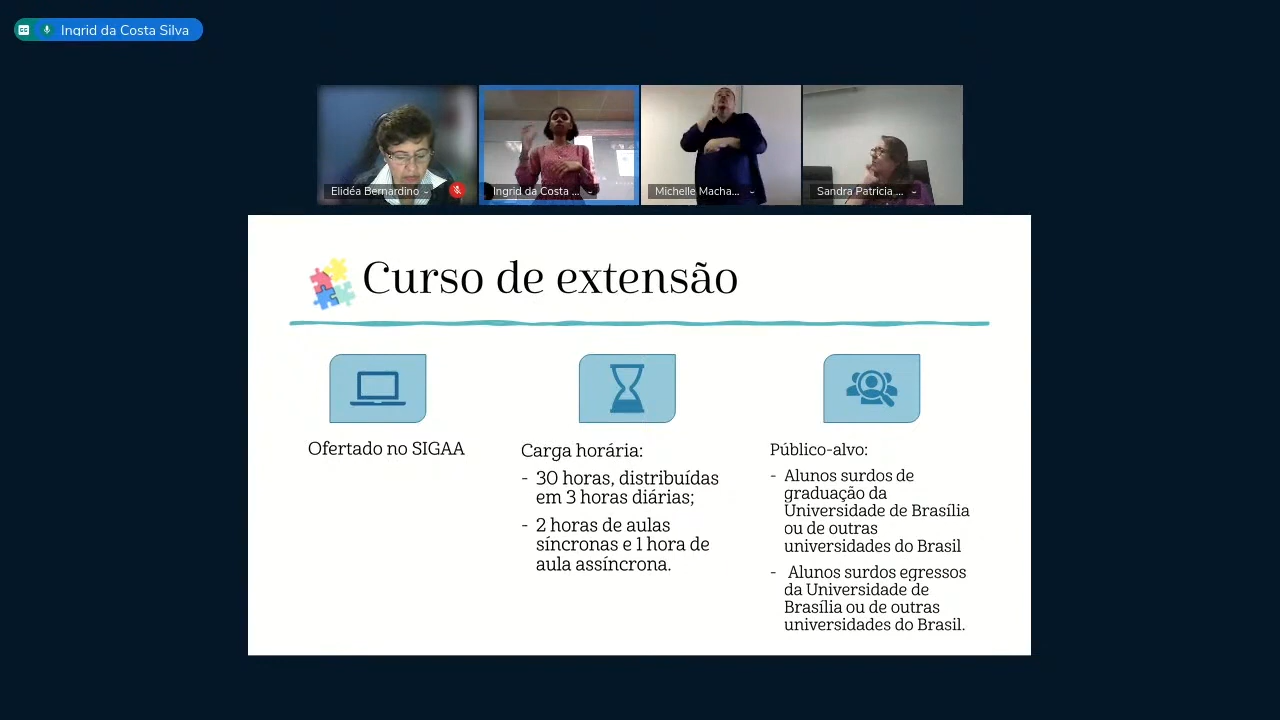 Ingrid da Costa Silva
Elidéa Bernardino
Ingrid da Costa ...
Michelle Macha...
Sandra Patrícia,...
Curso de extensão
Ofertado no SIGAA
Carga horária:
- 30 horas, distribuídas
em 3 horas diárias;
- 2 horas de aulas
síncronas e 1 hora de
aula assíncrona.
Público-alvo:
- Alunos surdos de
graduação da
Universidade de Brasília
ou de outras
universidades do Brasil
- Alunos surdos egressos
da Universidade de
Brasília ou de outras
universidades do Brasil.